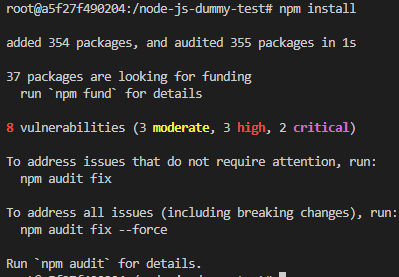 root@a5f27f490204:/node-js-dummy-test# npm install
added 354 packages, and audited 355 packages in 1s
37 packages are looking for funding
run `npm fund` for details
8 vulnerabilities (3 moderate, 3 high, 2 critical)
To address issues that do not require attention, run:
npm audit fix
To address all issues (including breaking changes), run:
npm audit fix --force
Run `npm audit` for details.